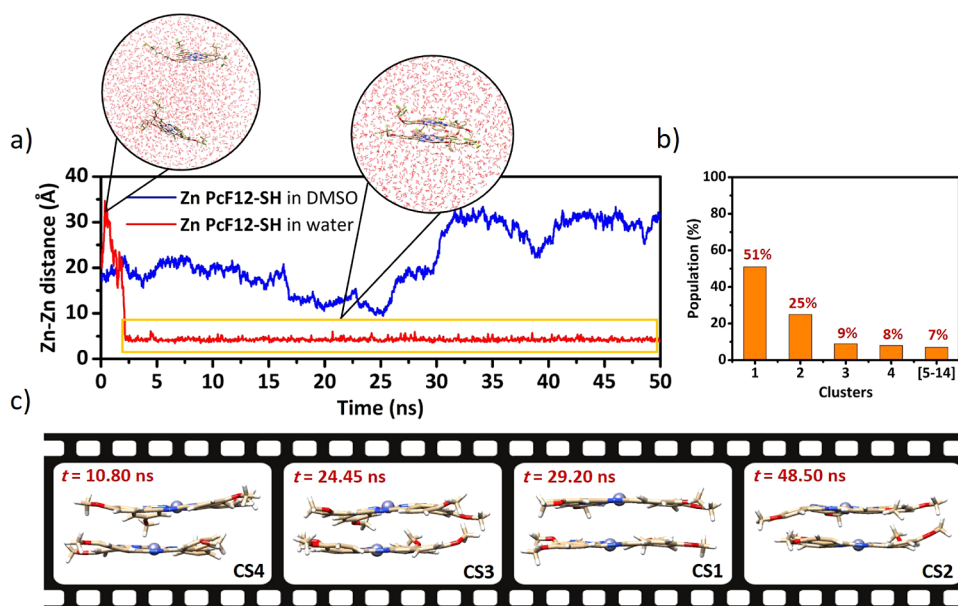 a)
Zn-Zn distance (Å)
40
30
20
10
0
Zn PcF12-SH in DMSO
Zn PcF12-SH in water
0 5 10 15 20 25 30 35 40 45 50
Time (ns)
b)
Population (%)
100
80
60
40
20
0
51%
25%
9%
8%
7%
1 2 3 4 [5-14]
Clusters
c)
t = 10.80 ns
CS4
t = 24.45 ns
CS3
t = 29.20 ns
CS1
t = 48.50 ns
CS2